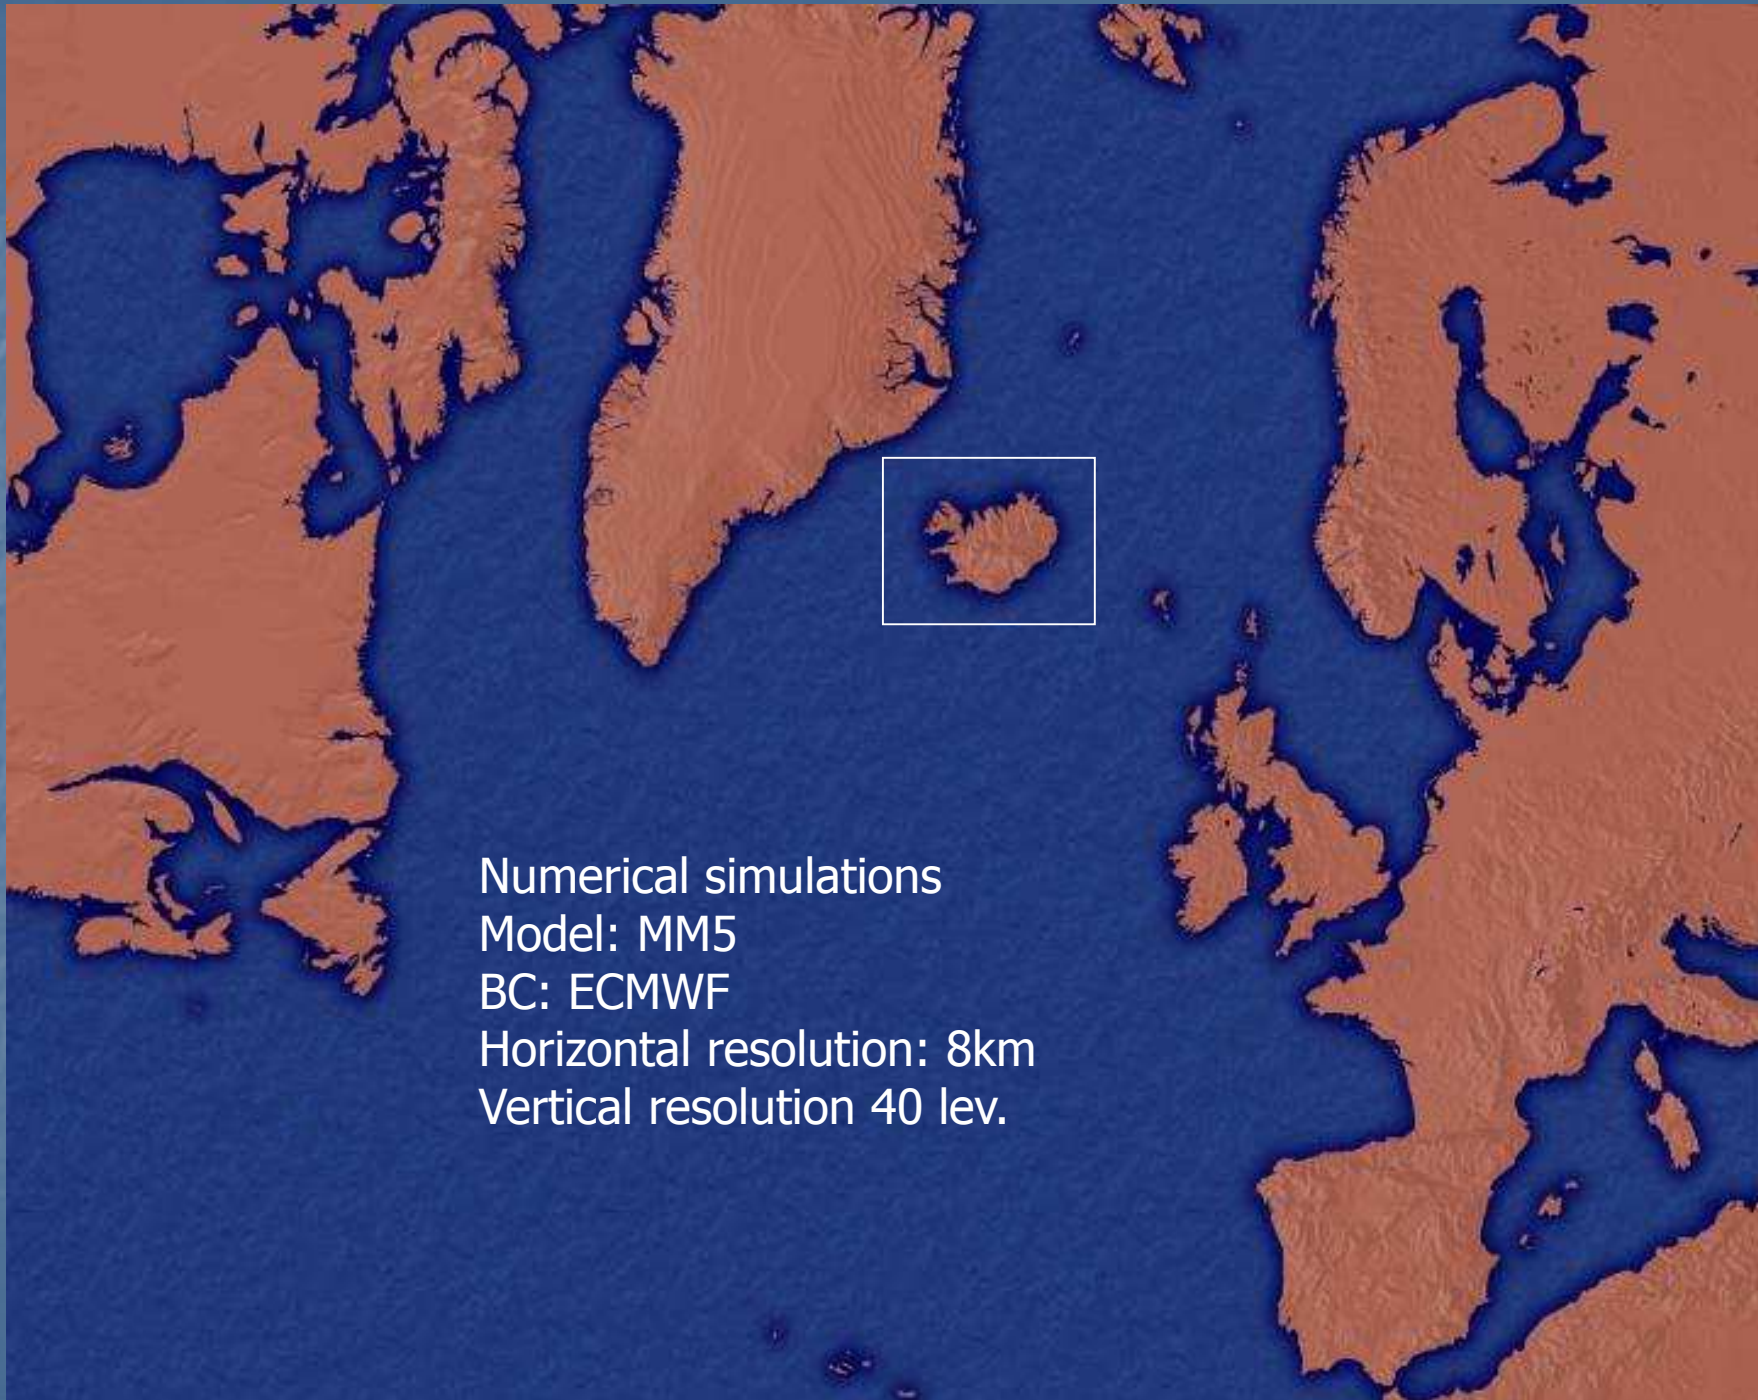 Numerical simulations
Model: MM5
BC: ECMWF
Horizontal resolution: 8km
Vertical resolution 40 lev.